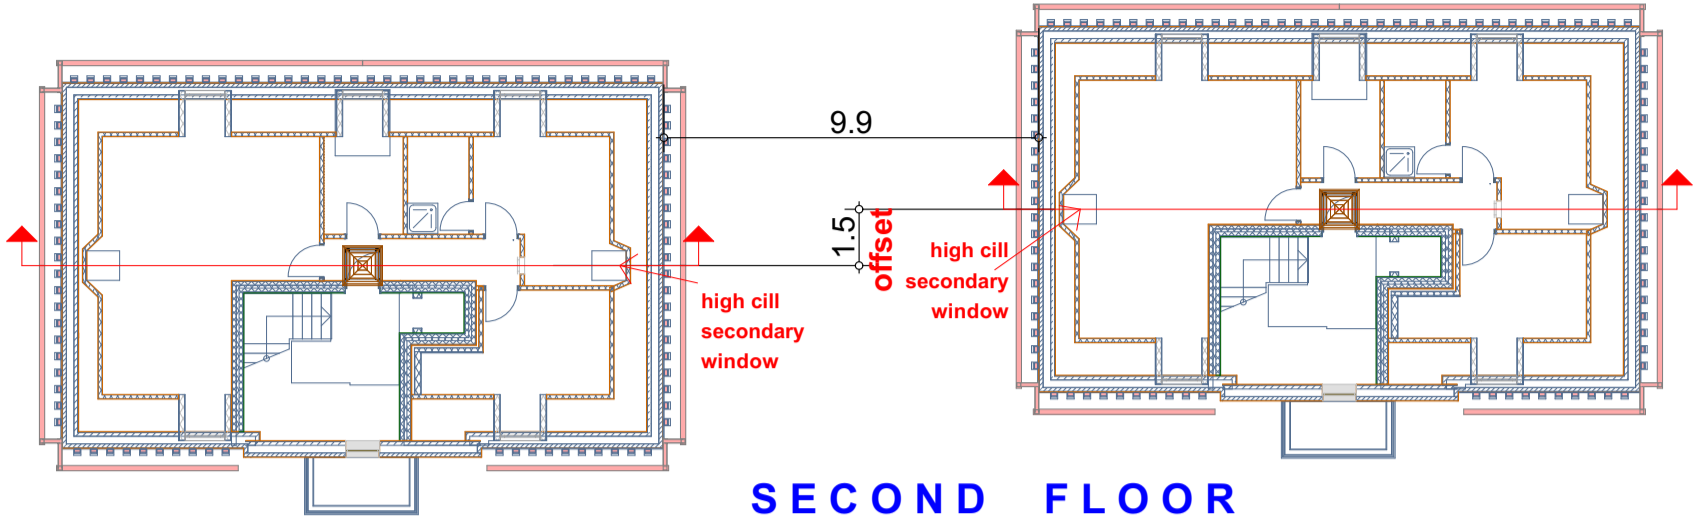 9.9
1.5
offset
high cill
secondary
window
high cill
secondary
window
SECOND FLOOR